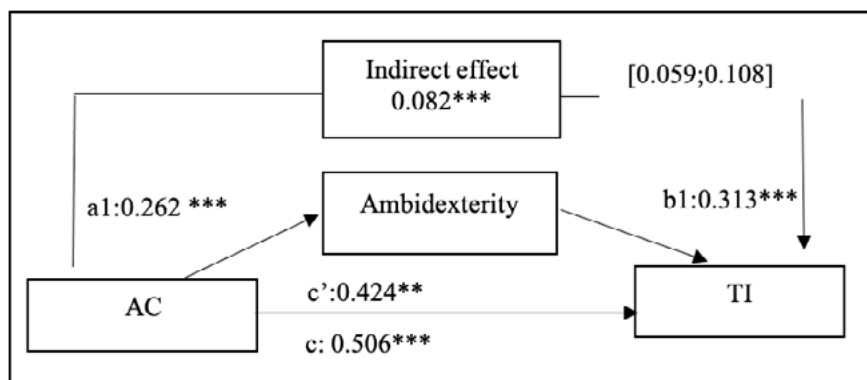 Indirect effect
0.082***
[0.059;0.108]
a1:0.262 ***
Ambidexterity
b1:0.313***
AC
c’:0.424**
TI
c: 0.506***